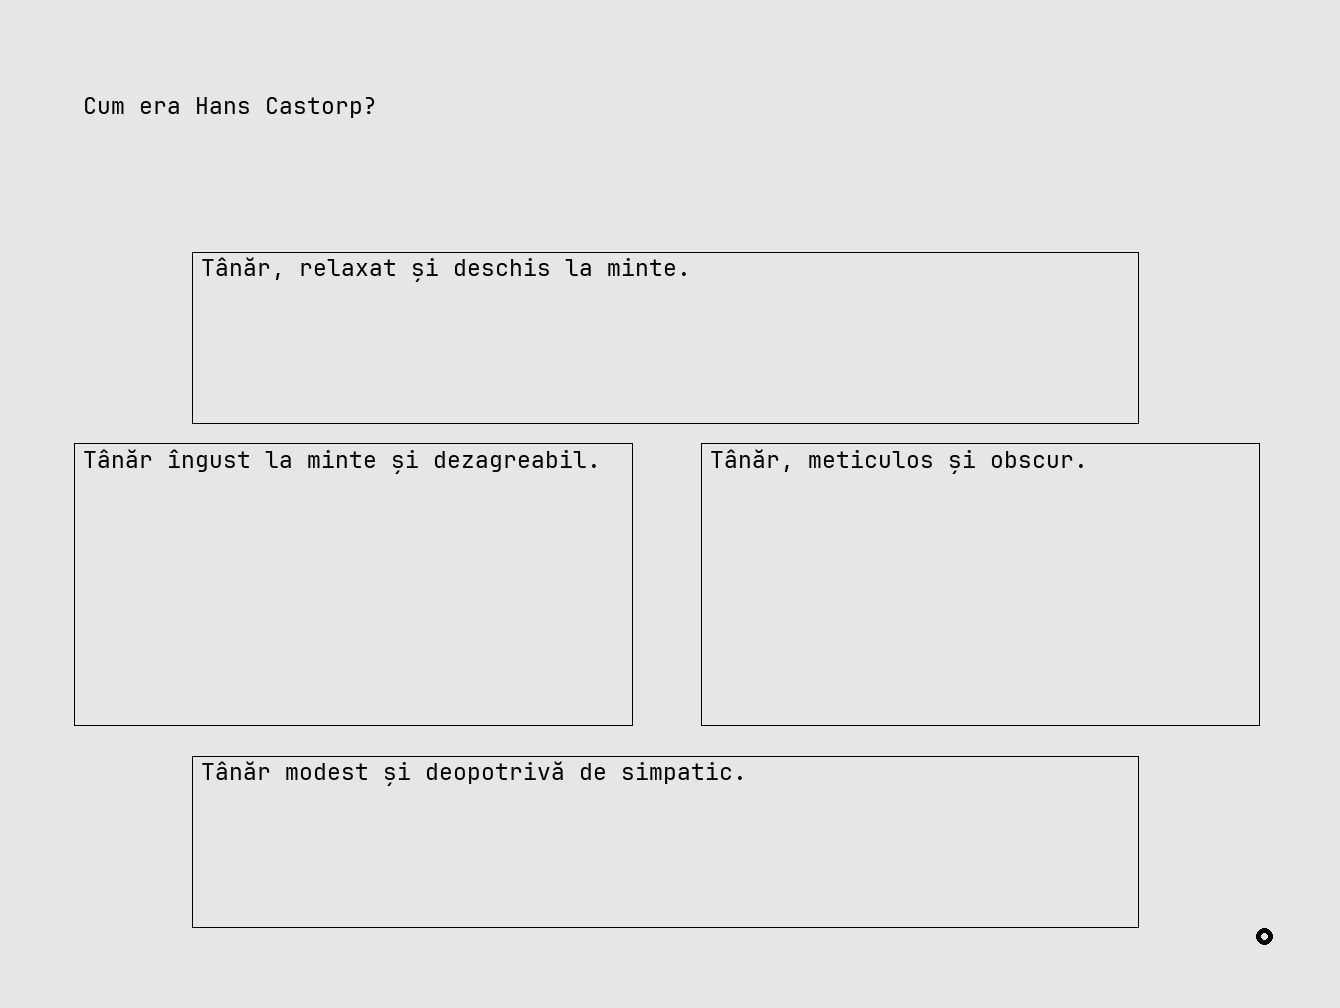 Cum era Hans Castorp?
Tânăr, relaxat și deschis la minte.
Tânăr îngust la minte și dezagreabil.
Tânăr, meticulos și obscur.
Tânăr modest și deopotrivă de simpatic.